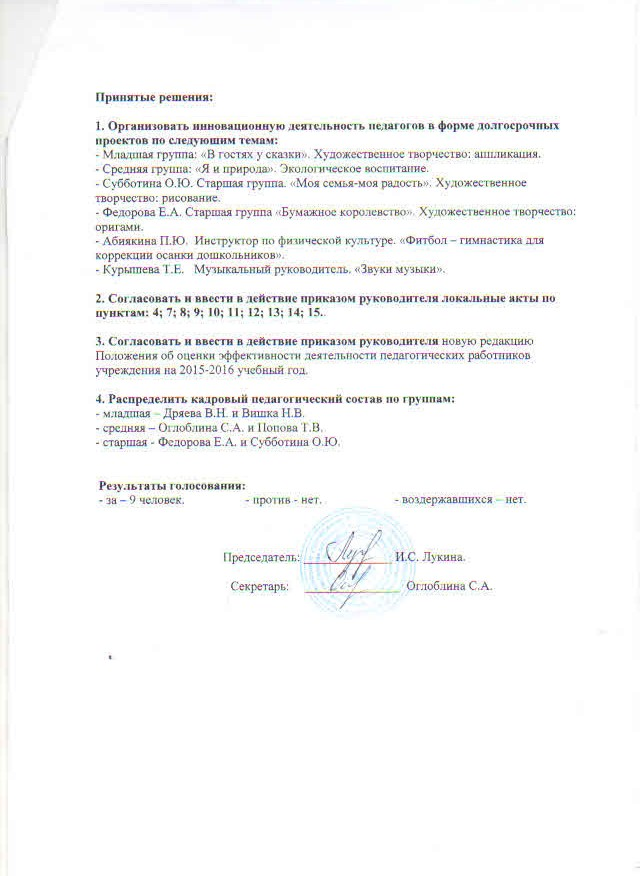 Принятые решения:
1. Организовать инновационную деятельность педагогов в форме долгосрочных
проектов по следующим темам:
- Младшая группа: «В гостях у сказки». Художественное творчество: аппликация.
- Средняя группа: «Я и природа». Экологическое воспитание.
- Субботина О.Ю. Старшая группа. «Моя семья-моя радость». Художественное
творчество: рисование.
- Федорова Е.А. Старшая группа «Бумажное королевство». Художественное творчество:
оригами.
- Абиякина П.Ю. Инструктор по физической культуре. «Фитбол – гимнастика для
коррекции осанки дошкольников».
- Курышева Т.Е. Музыкальный руководитель. «Звуки музыки».
2. Согласовать и ввести в действие приказом руководителя локальные акты по
пунктам: 4; 7; 8; 9; 10; 11; 12; 13; 14; 15..
3. Согласовать и ввести в действие приказом руководителя новую редакцию
Положения об оценки эффективности деятельности педагогических работников
учреждения на 2015-2016 учебный год.
4. Распределить кадровый педагогический состав по группам:
- младшая – Дряева В.Н. и Вишка Н.В.
- средняя – Оглоблина С.А. и Попова Т.В.
- старшая - Федорова Е.А. и Субботина О.Ю.
Результаты голосования:
- за – 9 человек. - против - нет. - воздержавшихся – нет.
Председатель: И.С. Лукина.
Секретарь: Оглоблина С.А.